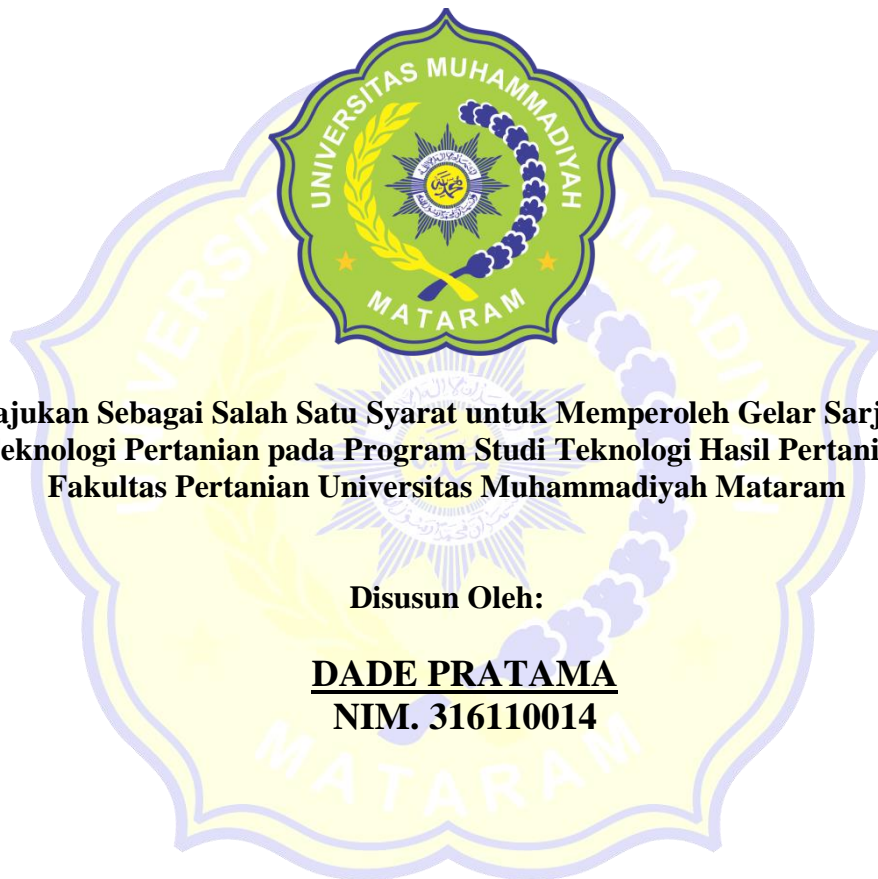 UNIVERSITAS MUHAMMADIYAH
MATARAM
ajukan Sebagai Salah Satu Syarat untuk Memperoleh Gelar Sarj
eknologi Pertanian pada Program Studi Teknologi Hasil Pertani
Fakultas Pertanian Universitas Muhammadiyah Mataram
Disusun Oleh:
DADE PRATAMA
NIM. 316110014
MATARAM